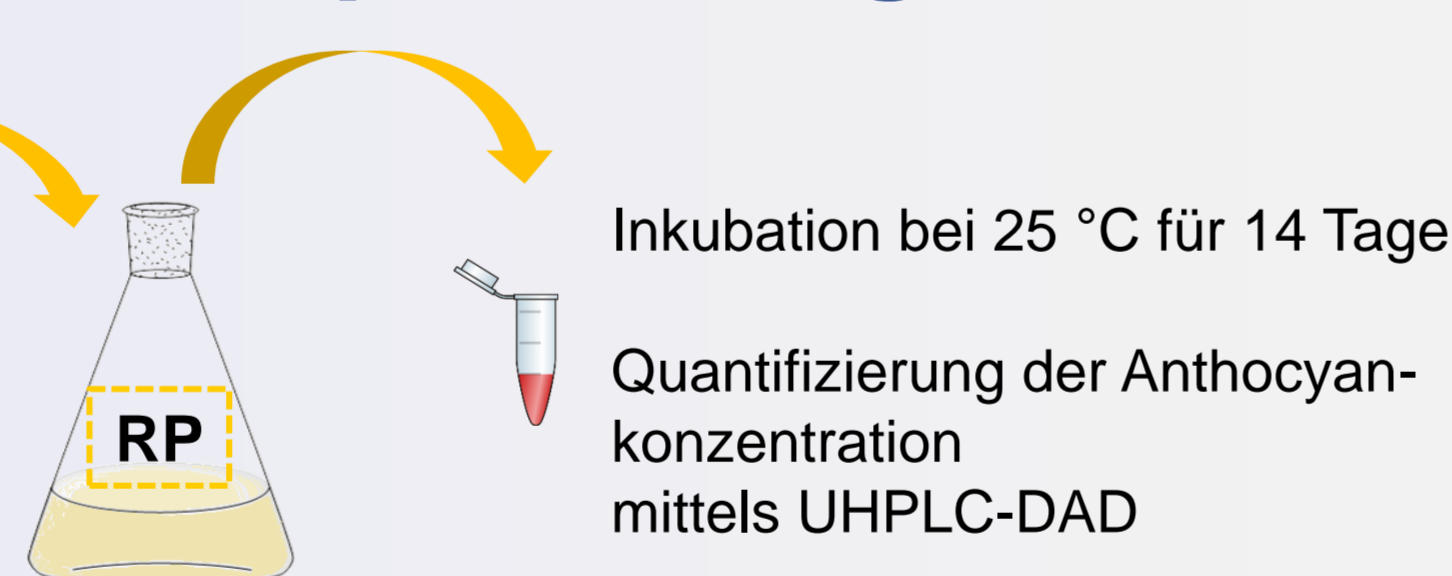 RP
Inkubation bei 25 °C für 14 Tage
Quantifizierung der Anthocyan-
konzentration
mittels UHPLC-DAD